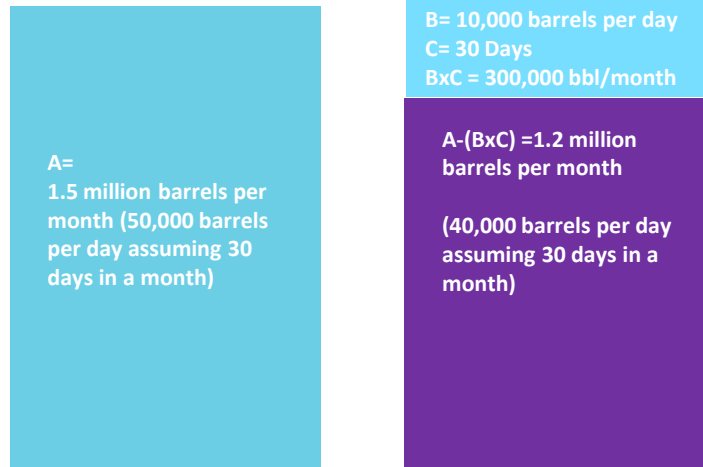 A=
1.5 million barrels per
month (50,000 barrels
per day assuming 30
days in a month)
B= 10,000 barrels per day
C= 30 Days
BxC = 300,000 bbl/month
A-(BxC) =1.2 million
barrels per month
(40,000 barrels per day
assuming 30 days in a
month)